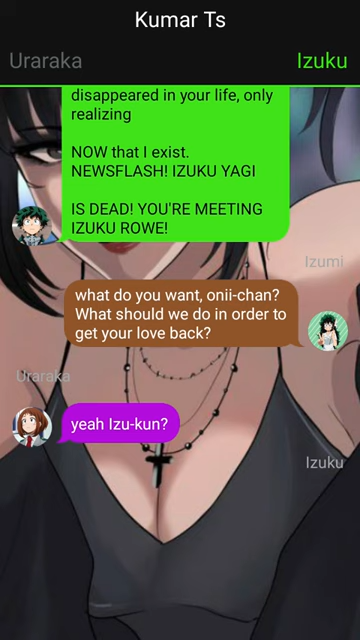 Kumar Ts
Uraraka
Izuku
disappeared in your life, only
realizing
NOW that I exist.
NEWSFLASH! IZUKU YAGI
IS DEAD! YOU'RE MEETING
IZUKU ROWE!
Izumi
what do you want, onii-chan?
What should we do in order to
get your love back?
Uraraka
yeah Izu-kun?
Izuku